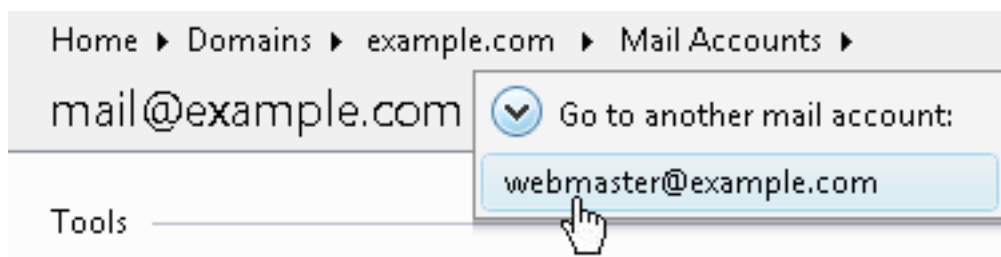 Home ▸ Domains ▸ example.com ▸ Mail Accounts ▸
mail@example.com
Go to another mail account:
webmaster@example.com
Tools